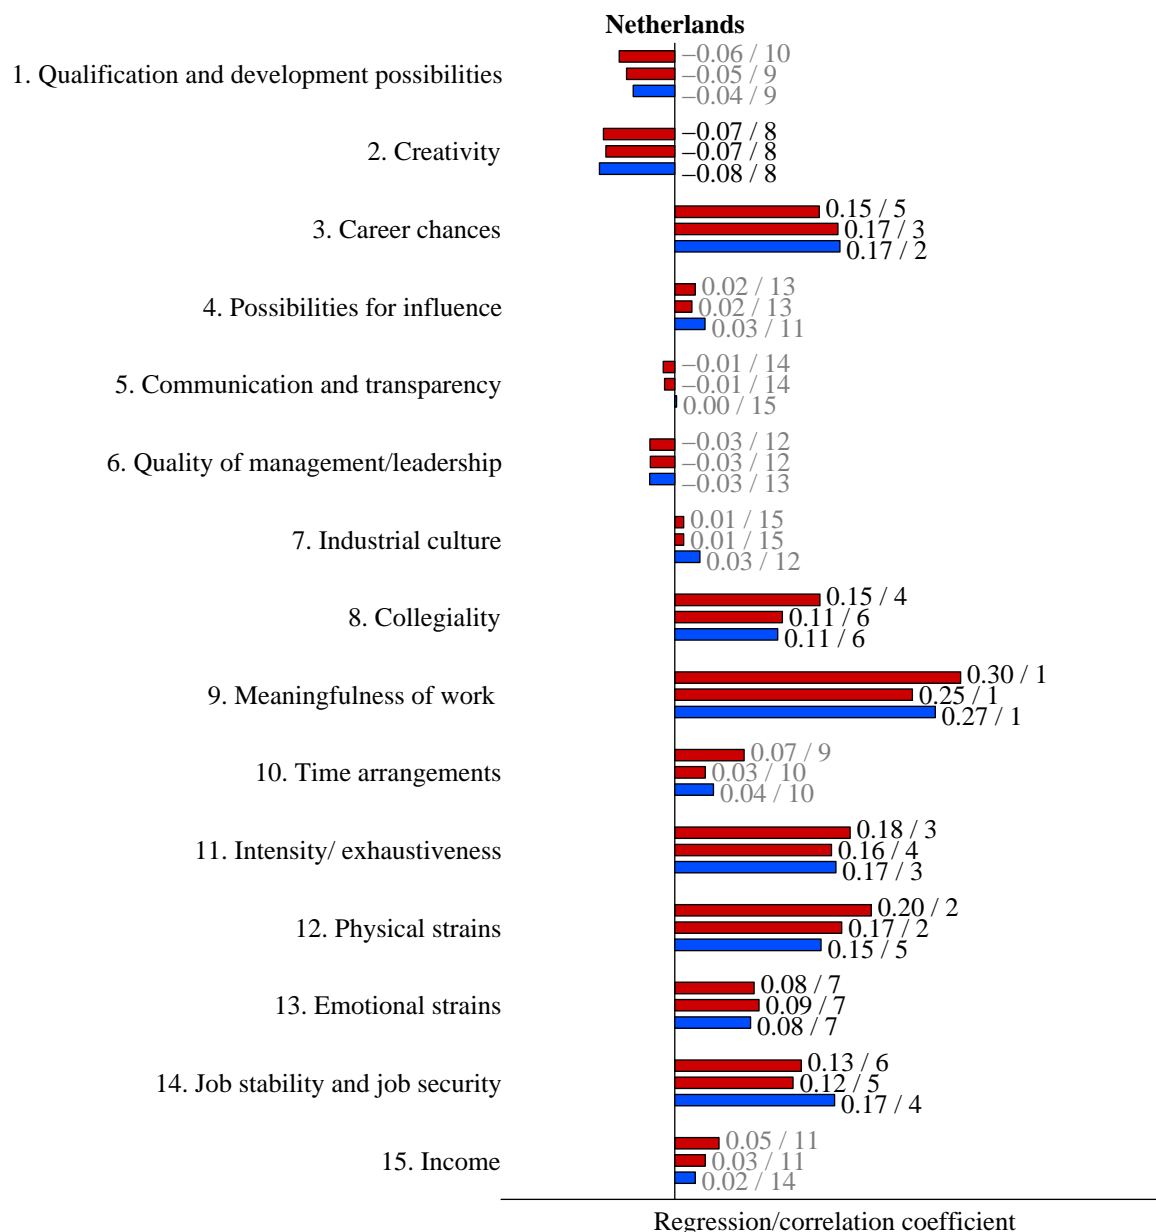 Netherlands
1. Qualification and development possibilities
–0.06 / 10
–0.05 / 9
–0.04 / 9
2. Creativity
–0.07 / 8
–0.07 / 8
–0.08 / 8
3. Career chances
0.15 / 5
0.17 / 3
0.17 / 2
4. Possibilities for influence
0.02 / 13
0.02 / 13
0.03 / 11
5. Communication and transparency
–0.01 / 14
–0.01 / 14
0.00 / 15
6. Quality of management/leadership
–0.03 / 12
–0.03 / 12
–0.03 / 13
7. Industrial culture
0.01 / 15
0.01 / 15
0.03 / 12
8. Collegiality
0.15 / 4
0.11 / 6
0.11 / 6
9. Meaningfulness of work
0.30 / 1
0.25 / 1
0.27 / 1
10. Time arrangements
0.07 / 9
0.03 / 10
0.04 / 10
11. Intensity/ exhaustiveness
0.18 / 3
0.16 / 4
0.17 / 3
12. Physical strains
0.20 / 2
0.17 / 2
0.15 / 5
13. Emotional strains
0.08 / 7
0.09 / 7
0.08 / 7
14. Job stability and job security
0.13 / 6
0.12 / 5
0.17 / 4
15. Income
0.05 / 11
0.03 / 11
0.02 / 14
Regression/correlation coefficient